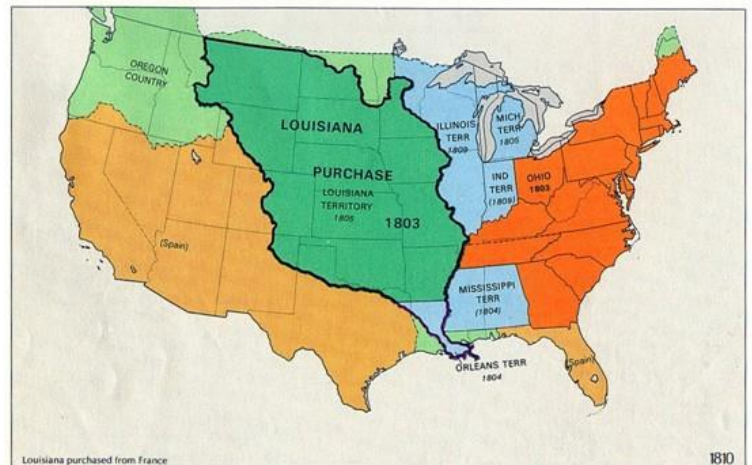 OREGON
COUNTRY
LOUISIANA
PURCHASE
LOUISIANA
TERRITORY
1805
1803
ILLINOIS
TERR
1809
MICH
TERR
1805
IND
TERR
(1809)
OHIO
1803
(Spain)
MISSISSIPPI
TERR
(1804)
ORLEANS TERR
1804
(Spain)
Louisiana purchased from France
1810